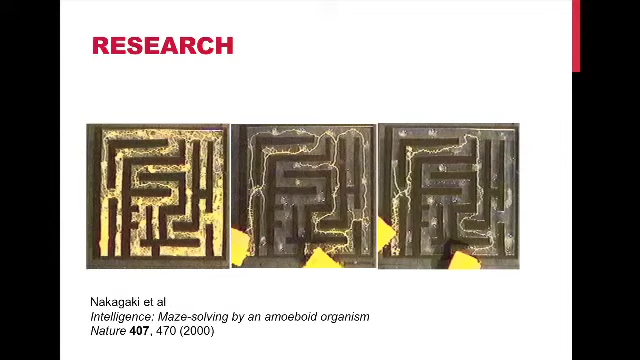 RESEARCH
Nakagaki et al
Intelligence: Maze-solving by an amoeboid organism
Nature 407, 470 (2000)